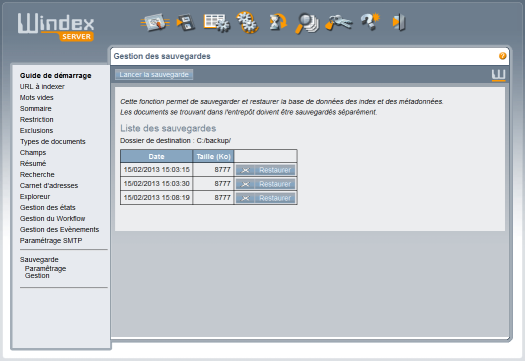 Windex
SERVER
Gestion des sauvegardes
?
Lancer la sauvegarde
W
Guide de démarrage
URL à indexer
Mots vides
Sommaire
Restriction
Exclusions
Types de documents
Champs
Résumé
Recherche
Carnet d'adresses
Exploreur
Gestion des états
Gestion du Workflow
Gestion des Evénements
Paramétrage SMTP
Sauvegarde
Paramétrage
Gestion
Cette fonction permet de sauvegarder et restaurer la base de données des index et des métadonnées.
Les documents se trouvant dans l'entrepôt doivent être sauvegardés séparément.
Liste des sauvegardes
Dossier de destination : C:/backup/
Date Taille (Ko)
15/02/2013 15:03:15 8777 Restaurer
15/02/2013 15:03:30 8777 Restaurer
15/02/2013 15:08:19 8777 Restaurer